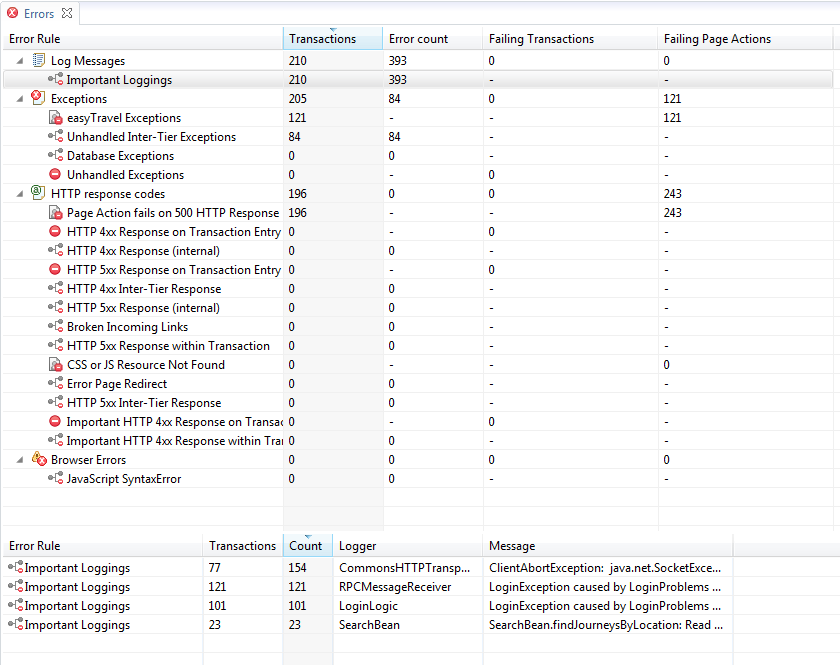 Errors
Error Rule Transactions Error count Failing Transactions Failing Page Actions
Log Messages 210 393 0 0
Important Loggings 210 393 - -
Exceptions 205 84 0 121
easyTravel Exceptions 121 - - 121
Unhandled Inter-Tier Exceptions 84 84 - -
Database Exceptions 0 0 - -
Unhandled Exceptions 0 - 0 -
HTTP response codes 196 0 0 243
Page Action fails on 500 HTTP Response 196 - - 243
HTTP 4xx Response on Transaction Entry 0 - 0 -
HTTP 4xx Response (internal) 0 0 - -
HTTP 5xx Response on Transaction Entry 0 - 0 -
HTTP 4xx Inter-Tier Response 0 0 - -
HTTP 5xx Response (internal) 0 0 - -
Broken Incoming Links 0 0 - -
HTTP 5xx Response within Transaction 0 0 - -
CSS or JS Resource Not Found 0 - - 0
Error Page Redirect 0 0 - -
HTTP 5xx Inter-Tier Response 0 0 - -
Important HTTP 4xx Response on Transac 0 - 0 -
Important HTTP 4xx Response within Tra 0 0 - -
Browser Errors 0 0 0 0
JavaScript SyntaxError 0 0 - -
Error Rule Transactions Count Logger Message
Important Loggings 77 154 CommonsHTTPTransp... ClientAbortException: java.net.SocketExce...
Important Loggings 121 121 RPCMessageReceiver LoginException caused by LoginProblems ...
Important Loggings 101 101 LoginLogic LoginException caused by LoginProblems ...
Important Loggings 23 23 SearchBean SearchBean.findJourneysByLocation: Read ...